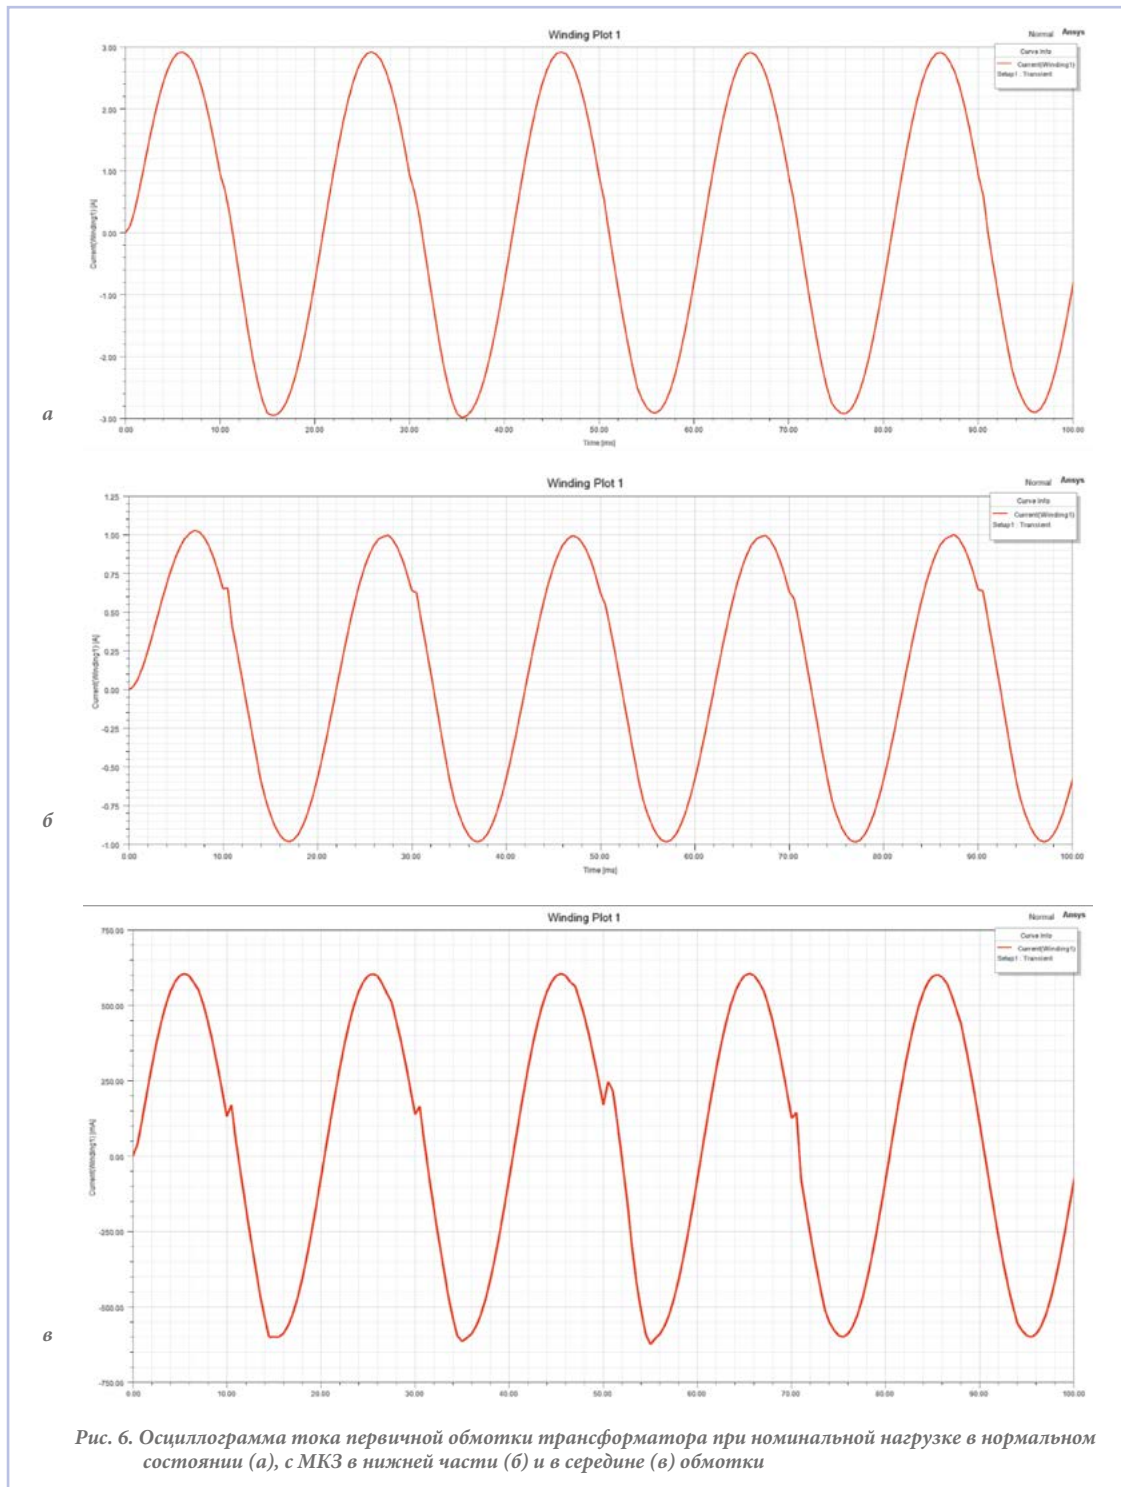 Winding Plot 1
Normal Ansys
Curve Info
Current(Winding1)
Setup1 : Transient
3.00
2.00
1.00
0.00
-1.00
-2.00
-3.00
Current(Winding1) [A]
0.00 10.00 20.00 30.00 40.00 50.00 60.00 70.00 80.00 90.00 100.00
Time [ms]
а
Winding Plot 1
Normal Ansys
Curve Info
Current(Winding1)
Setup1 : Transient
1.25
1.00
0.75
0.50
0.25
0.00
-0.25
-0.50
-0.75
-1.00
Current(Winding1) [A]
0.00 10.00 20.00 30.00 40.00 50.00 60.00 70.00 80.00 90.00 100.00
Time [ms]
б
Winding Plot 1
Normal Ansys
Curve Info
Current(Winding1)
Setup1 : Transient
750.00
500.00
250.00
0.00
-250.00
-500.00
-750.00
Current(Winding1) [mA]
0.00 10.00 20.00 30.00 40.00 50.00 60.00 70.00 80.00 90.00 100.00
в
Рис. 6. Осциллограмма тока первичной обмотки трансформатора при номинальной нагрузке в нормальном
состоянии (а), с МКЗ в нижней части (б) и в середине (в) обмотки